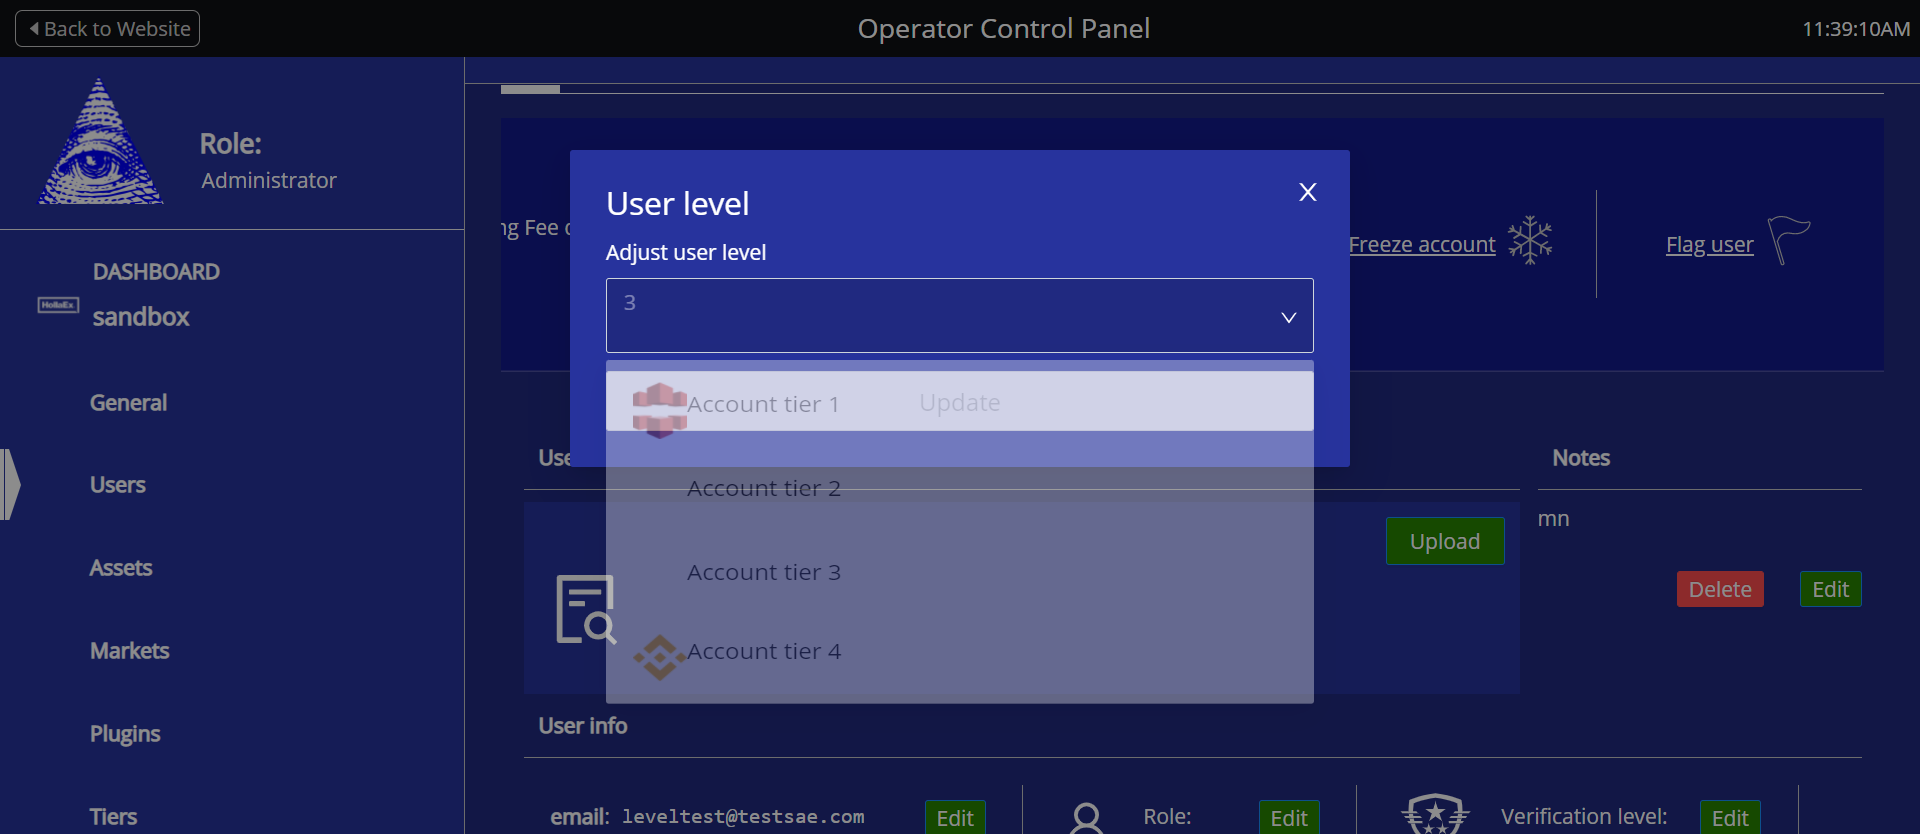 Back to Website
Operator Control Panel
11:39:10AM
Role:
Administrator
DASHBOARD
HollaEx
sandbox
General
Users
Assets
Markets
Plugins
Tiers
ng Fee
User level
X
Adjust user level
3
Account tier 1
Update
Account tier 2
Account tier 3
Account tier 4
Freeze account
Flag user
Use
Notes
mn
Upload
Delete
Edit
User info
email: leveltest@testsae.com
Edit
Role:
Edit
Verification level:
Edit